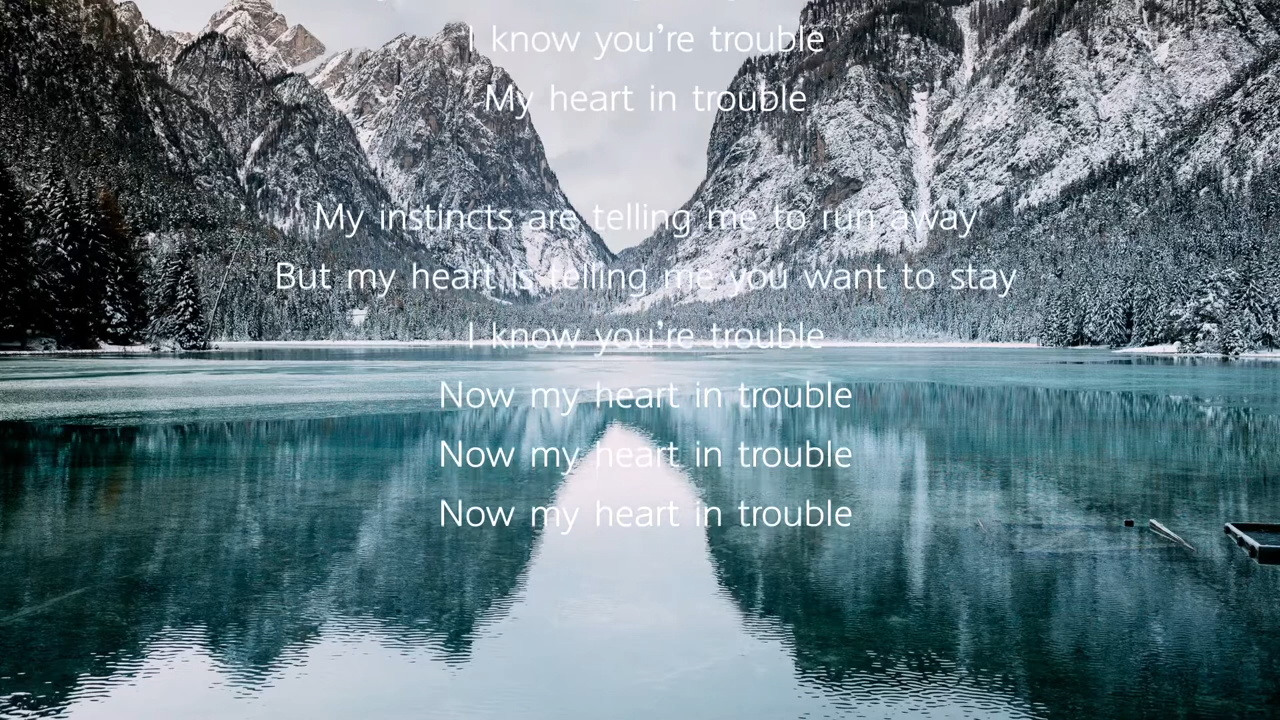 I know you're trouble
My heart in trouble
My instincts are telling me to run away
But my heart is telling me you want to stay
I know you're trouble
Now my heart in trouble
Now my heart in trouble
Now my heart in trouble